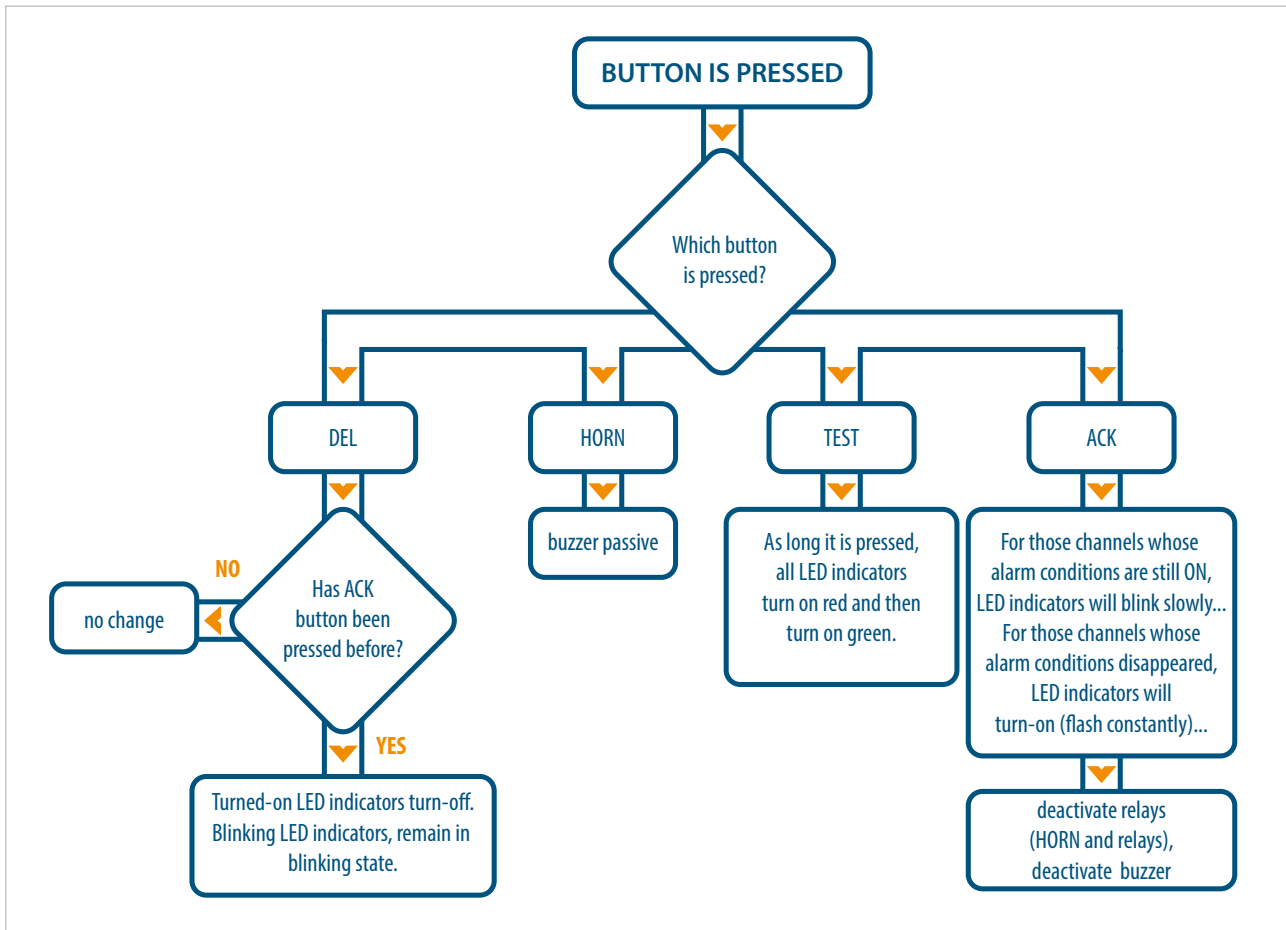 BUTTON IS PRESSED
Which button
is pressed?
DEL
HORN
TEST
ACK
buzzer passive
As long it is pressed,
all LED indicators
turn on red and then
turn on green.
For those channels whose
alarm conditions are still ON,
LED indicators will blink slowly...
For those channels whose
alarm conditions disappeared,
LED indicators will
turn-on (flash constantly)...
NO
Has ACK
button been
pressed before?
no change
YES
Turned-on LED indicators turn-off.
Blinking LED indicators, remain in
blinking state.
deactivate relays
(HORN and relays),
deactivate buzzer